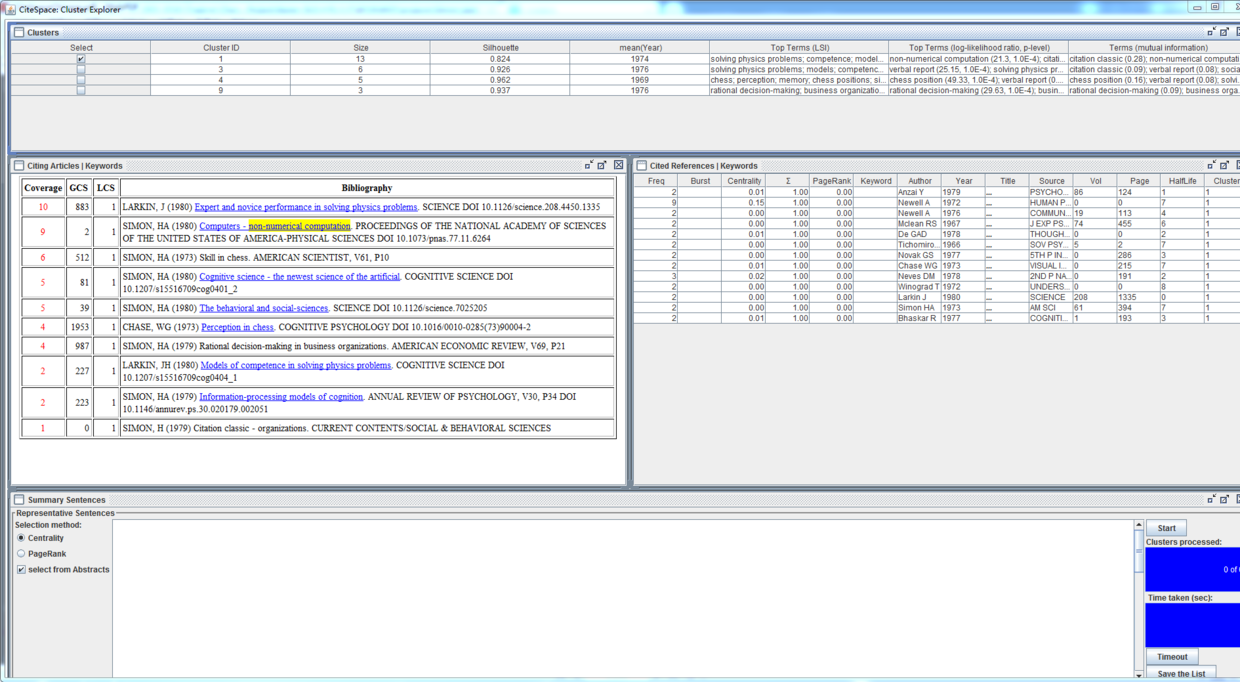 CiteSpace: Cluster Explorer
Clusters
Select Cluster ID Size Silhouette mean(Year) Top Terms (LSI) Top Terms (log-likelihood ratio, p-level) Terms (mutual information)
1 13 0.824 1974 solving physics problems; competence; model... non-numerical computation (21.3, 1.0E-4); citati... citation classic (0.28); non-numerical computati
3 6 0.926 1976 solving physics problems; models; competenc... verbal report (25.15, 1.0E-4); solving physics pr... citation classic (0.09); verbal report (0.08); socia
4 5 0.962 1969 chess; perception; memory; chess positions; si... chess position (49.33, 1.0E-4); verbal report (0.... chess position (0.16); verbal report (0.08); solvi
9 3 0.937 1976 rational decision-making; business organizatio... rational decision-making (29.63, 1.0E-4); busin... rational decision-making (0.09); business orga
Citing Articles | Keywords
Coverage GCS LCS Bibliography
10 883 1 LARKIN, J (1980) Expert and novice performance in solving physics problems. SCIENCE DOI 10.1126/science.208.4450.1335
9 2 1 SIMON, HA (1980) Computers - non-numerical computation. PROCEEDINGS OF THE NATIONAL ACADEMY OF SCIENCES
OF THE UNITED STATES OF AMERICA-PHYSICAL SCIENCES DOI 10.1073/pnas.77.11.6264
6 512 1 SIMON, HA (1973) Skill in chess. AMERICAN SCIENTIST, V61, P10
5 81 1 SIMON, HA (1980) Cognitive science - the newest science of the artificial. COGNITIVE SCIENCE DOI
10.1207/s15516709cog0401_2
5 39 1 SIMON, HA (1980) The behavioral and social-sciences. SCIENCE DOI 10.1126/science.7025205
4 1953 1 CHASE, WG (1973) Perception in chess. COGNITIVE PSYCHOLOGY DOI 10.1016/0010-0285(73)90004-2
4 987 1 SIMON, HA (1979) Rational decision-making in business organizations. AMERICAN ECONOMIC REVIEW, V69, P21
2 227 1 LARKIN, JH (1980) Models of competence in solving physics problems. COGNITIVE SCIENCE DOI
10.1207/s15516709cog0404_1
2 223 1 SIMON, HA (1979) Information-processing models of cognition. ANNUAL REVIEW OF PSYCHOLOGY, V30, P34 DOI
10.1146/annurev.ps.30.020179.002051
1 0 1 SIMON, H (1979) Citation classic - organizations. CURRENT CONTENTS/SOCIAL & BEHAVIORAL SCIENCES
Cited References | Keywords
Freq Burst Centrality Σ PageRank Keyword Author Year Title Source Vol Page HalfLife Cluster
2 0.01 1.00 0.00 Anzai Y 1979 ... PSYCHO... 86 124 1 1
9 0.15 1.00 0.00 Newell A 1972 ... HUMAN P... 0 0 7 1
2 0.00 1.00 0.00 Newell A 1976 ... COMMUN... 19 113 4 1
2 0.00 1.00 0.00 Mclean RS 1967 ... J EXP PS... 74 455 6 1
2 0.01 1.00 0.00 De GAD 1978 ... THOUGH... 0 0 2 1
2 0.00 1.00 0.00 Tichomiro... 1966 ... SOV PSY... 5 2 7 1
2 0.00 1.00 0.00 Novak GS 1977 ... 5TH P IN... 0 286 3 1
2 0.01 1.00 0.00 Chase WG 1973 ... VISUAL I... 0 215 7 1
3 0.02 1.00 0.00 Neves DM 1978 ... 2ND P NA... 0 191 2 1
2 0.00 1.00 0.00 Winograd T 1972 ... UNDERS... 0 0 8 1
2 0.00 1.00 0.00 Larkin J 1980 ... SCIENCE 208 1335 0 1
2 0.00 1.00 0.00 Simon HA 1973 ... AM SCI 61 394 7 1
2 0.01 1.00 0.00 Bhaskar R 1977 ... COGNITI... 1 193 3 1
Summary Sentences
Representative Sentences
Selection method:
Centrality
PageRank
select from Abstracts
Start
Clusters processed:
0 of
Time taken (sec):
Timeout
Save the List